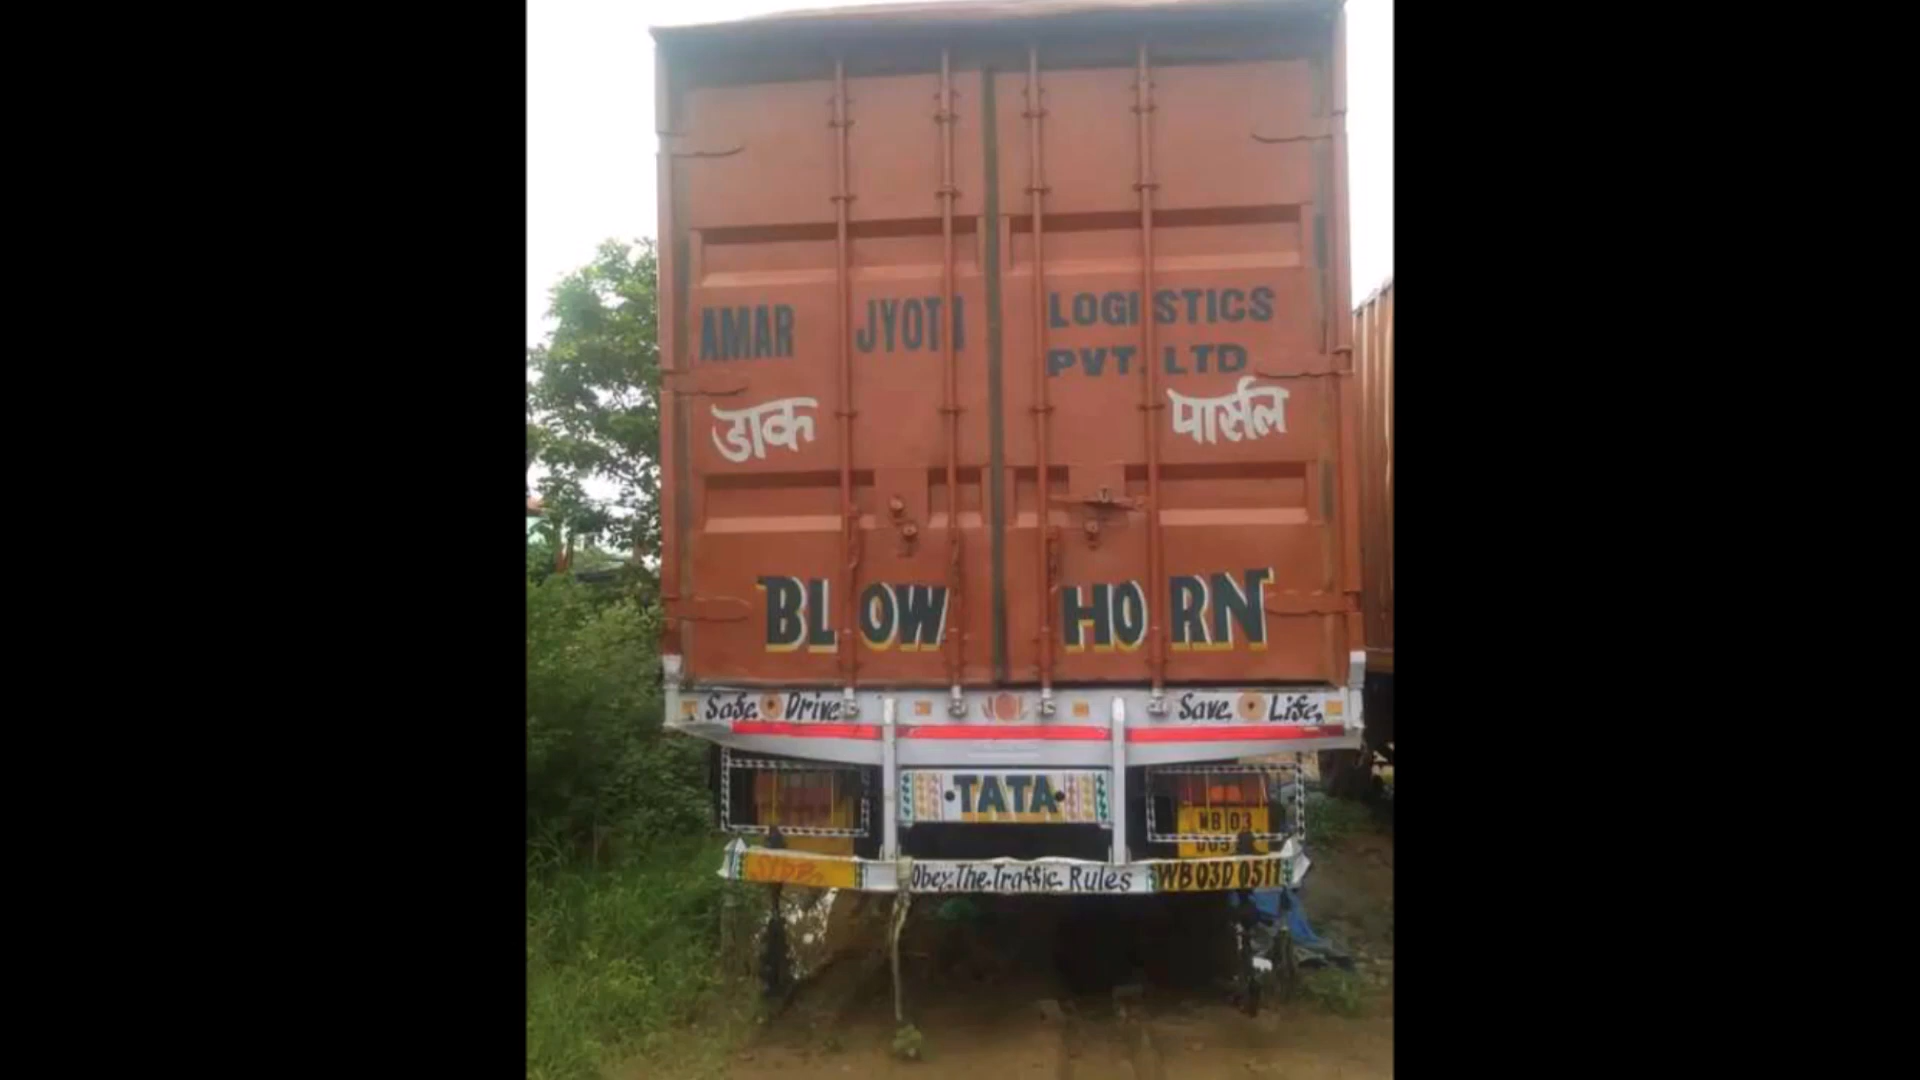 AMAR JYOTI LOGISTICS
PVT. LTD
डाक पार्सल
BLOW HORN
Safe Drive Save Life
TATA
WB 03
Obey The Traffic Rules WB03D 0511